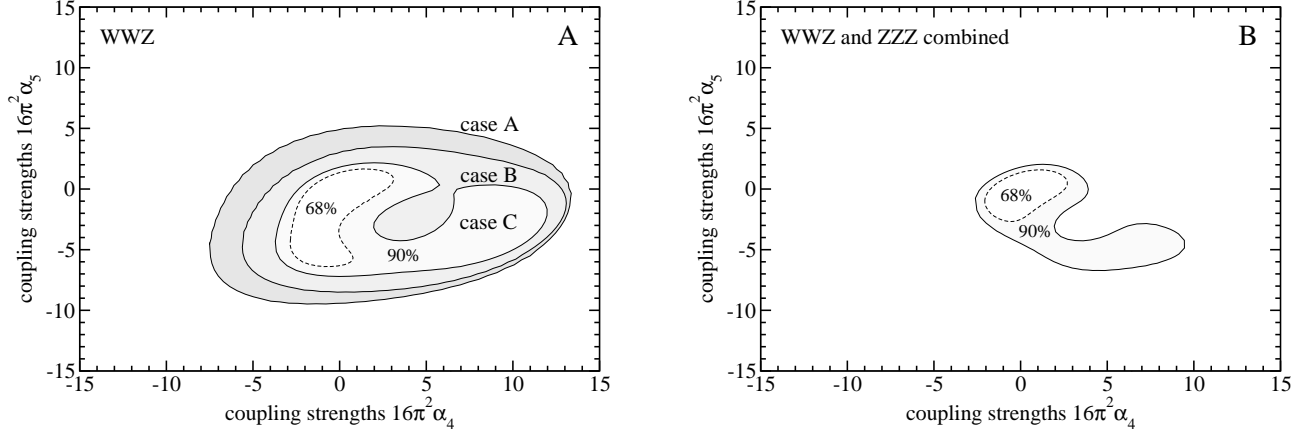 WWZ
A
case A
case B
case C
68%
90%
15
10
5
0
-5
-10
-15
-15
-10
-5
0
5
10
15
coupling strengths 16π²α₅
coupling strengths 16π²α₄
WWZ and ZZZ combined
B
68%
90%
15
10
5
0
-5
-10
-15
-15
-10
-5
0
5
10
15
coupling strengths 16π²α₅
coupling strengths 16π²α₄